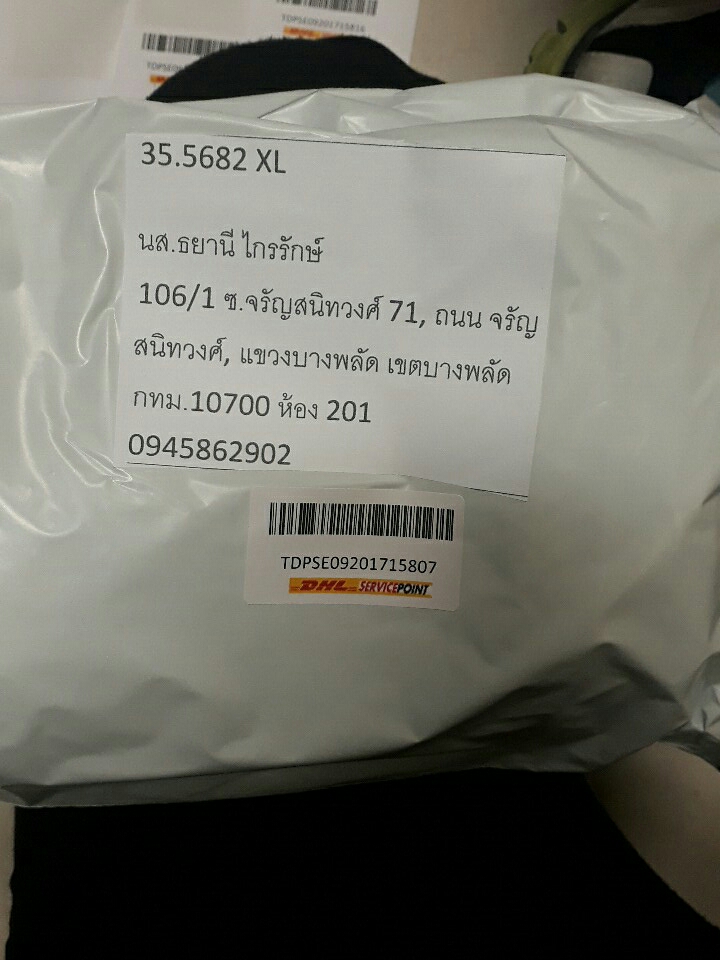 TDPSE09201715814
DHL
35.5682 XL
นส.ธยานี ไกรรักษ์
106/1 ซ.จรัญสนิทวงศ์ 71, ถนน จรัญ
สนิทวงศ์, แขวงบางพลัด เขตบางพลัด
กทม.10700 ห้อง 201
0945862902
TDPSE09201715807
DHL SERVICEPOINT